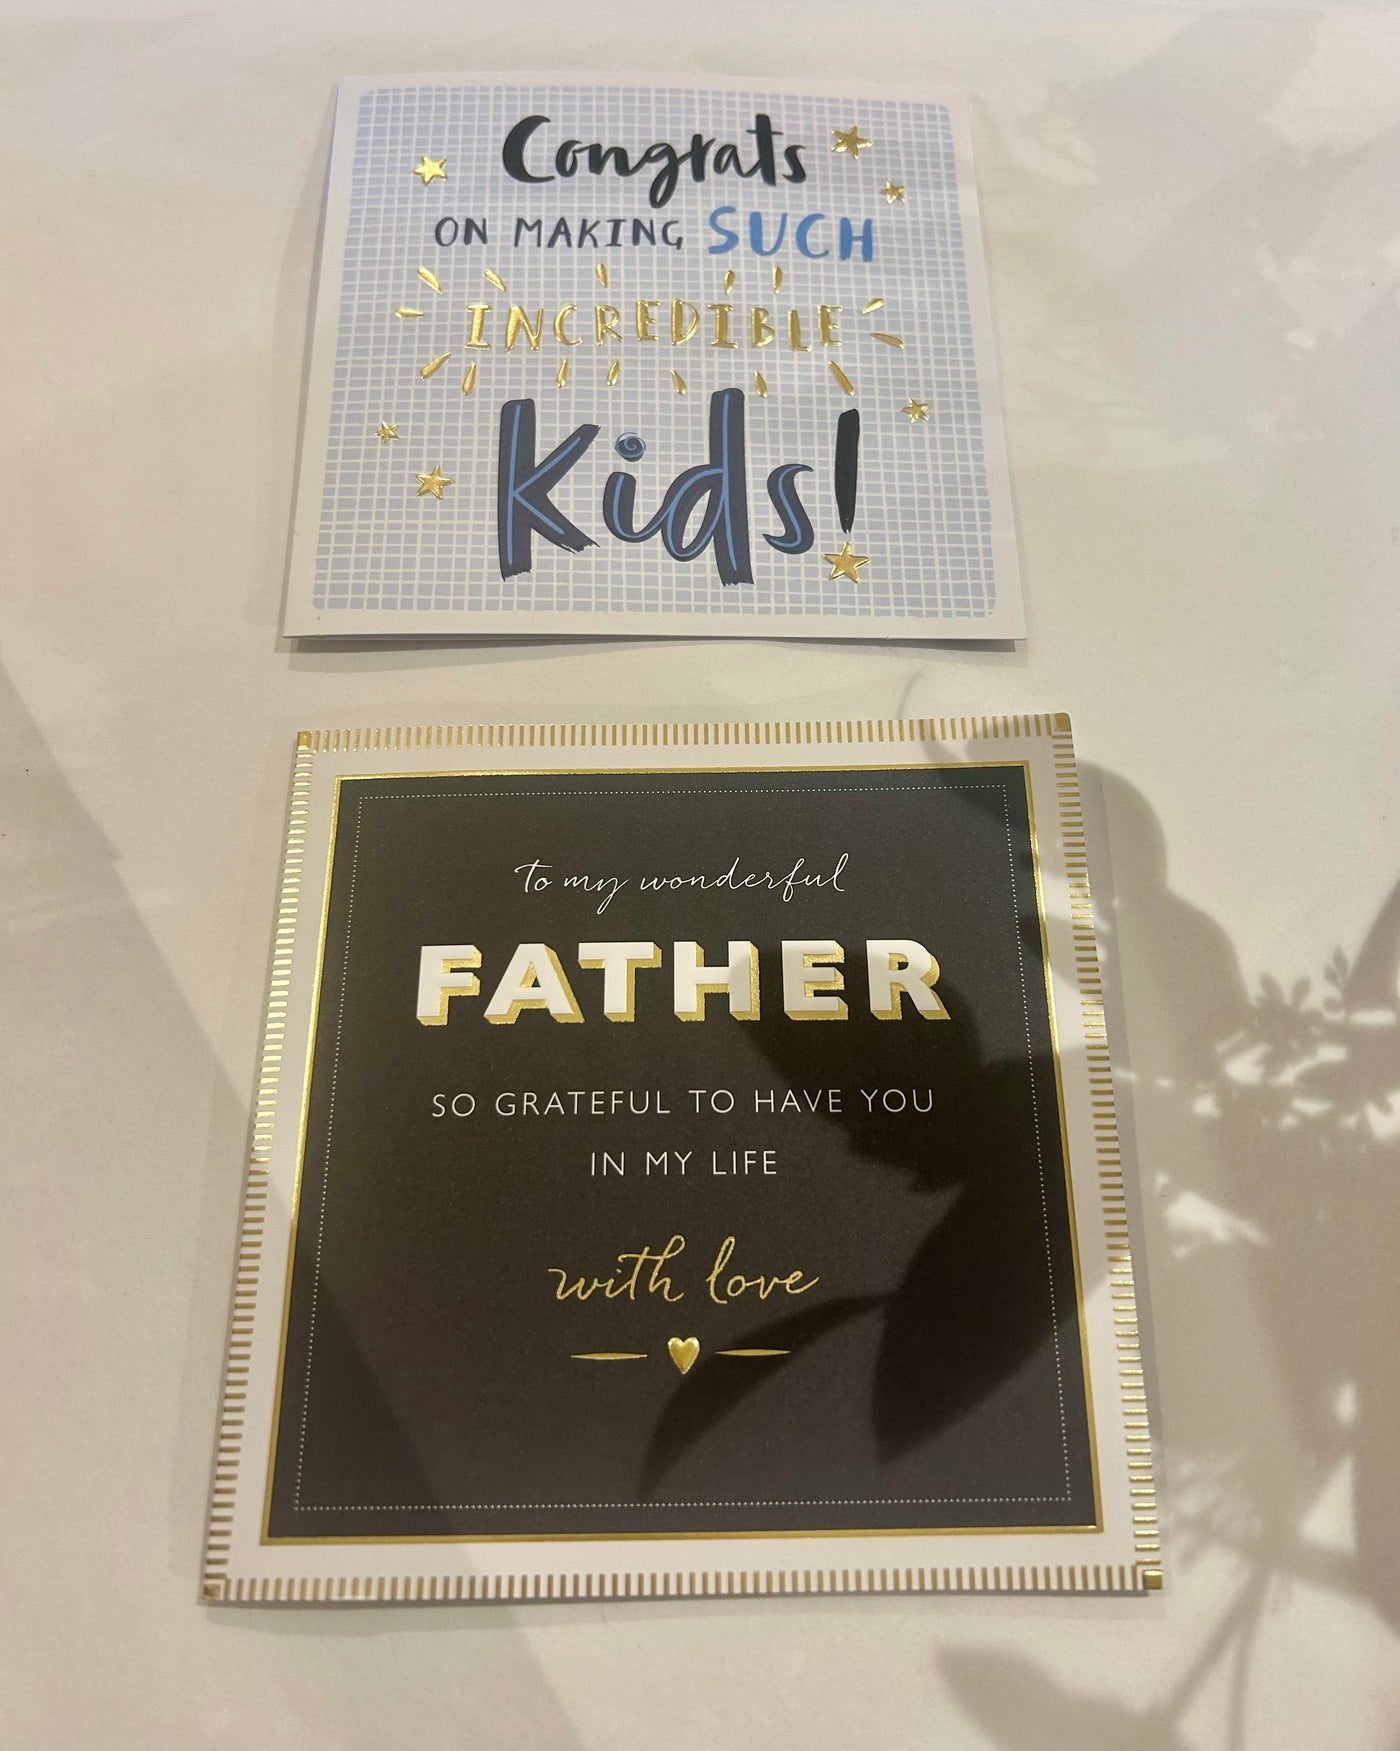 Congrats
ON MAKING SUCH
INCREDIBLE
Kids!
to my wonderful
FATHER
SO GRATEFUL TO HAVE YOU
IN MY LIFE
with love